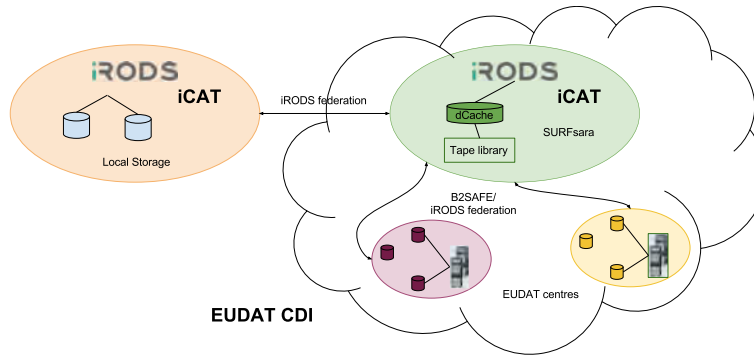 iRODS
iCAT
Local Storage
iRODS federation
iRODS
iCAT
dCache
SURFsara
Tape library
B2SAFE/
iRODS federation
EUDAT centres
EUDAT CDI